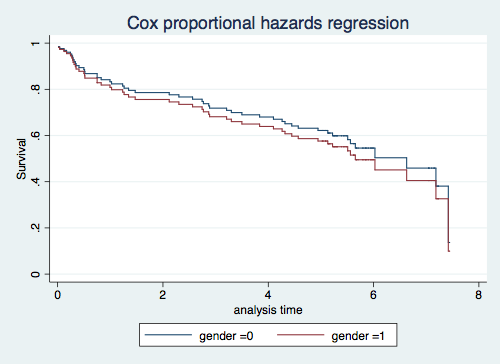 Cox proportional hazards regression
1
.8
.6
.4
.2
0
Survival
0 2 4 6 8
analysis time
gender =0 gender =1